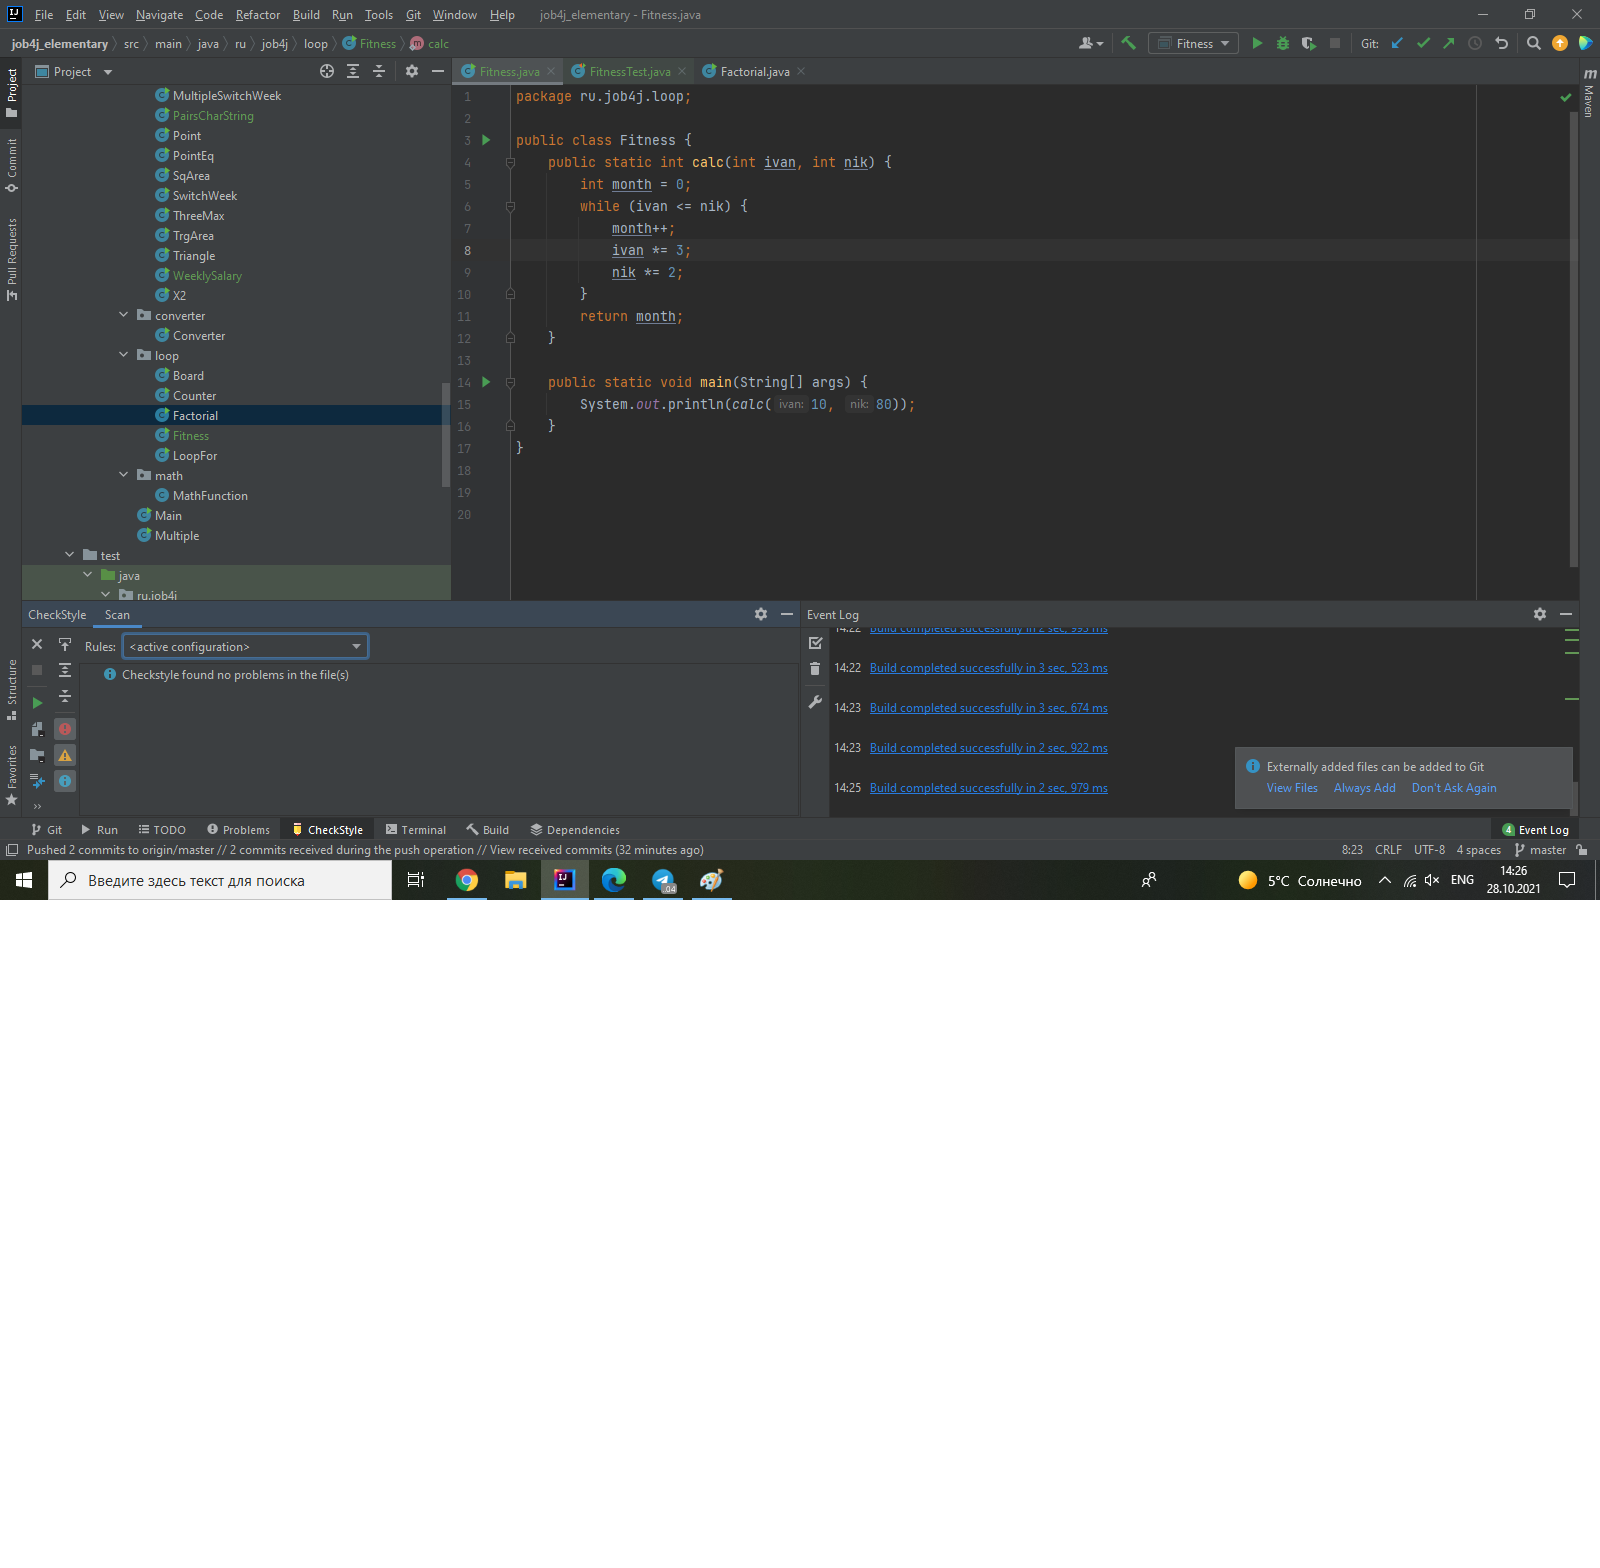 File Edit View Navigate Code Refactor Build Run Tools Git Window Help job4j_elementary - Fitness.java
job4j_elementary src main java ru job4j loop Fitness calc
Fitness Git:
Project
Fitness.java FitnessTest.java Factorial.java
Project
Commit
Pull Requests
Structure
Favorites
Maven
MultipleSwitchWeek
PairsCharString
Point
PointEq
SqArea
SwitchWeek
ThreeMax
TrgArea
Triangle
WeeklySalary
X2
converter
Converter
loop
Board
Counter
Factorial
Fitness
LoopFor
math
MathFunction
Main
Multiple
test
java
ru.job4j
1 package ru.job4j.loop;
2
3 public class Fitness {
4 public static int calc(int ivan, int nik) {
5 int month = 0;
6 while (ivan <= nik) {
7 month++;
8 ivan *= 3;
9 nik *= 2;
10 }
11 return month;
12 }
13
14 public static void main(String[] args) {
15 System.out.println(calc( ivan: 10, nik: 80));
16 }
17 }
18
19
20
CheckStyle Scan
Rules: <active configuration>
Checkstyle found no problems in the file(s)
Event Log
14:22 Build completed successfully in 2 sec, 995 ms
14:22 Build completed successfully in 3 sec, 523 ms
14:23 Build completed successfully in 3 sec, 674 ms
14:23 Build completed successfully in 2 sec, 922 ms
14:25 Build completed successfully in 2 sec, 979 ms
Externally added files can be added to Git
View Files Always Add Don't Ask Again
Git Run TODO Problems CheckStyle Terminal Build Dependencies 4 Event Log
Pushed 2 commits to origin/master // 2 commits received during the push operation // View received commits (32 minutes ago) 8:23 CRLF UTF-8 4 spaces master
Введите здесь текст для поиска
5°C Солнечно ENG
14:26
28.10.2021